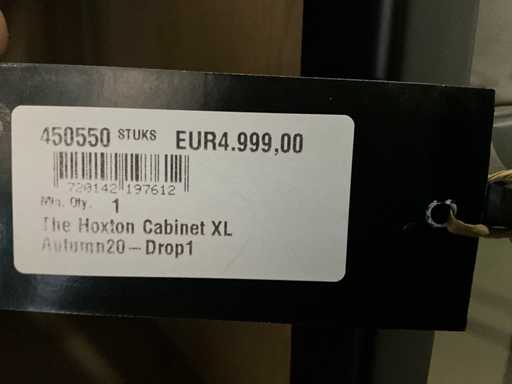 450550 STUKS EUR4.999,00
720142 197612
Min. Qty. 1
The Hoxton Cabinet XL
Autumn20-Drop1